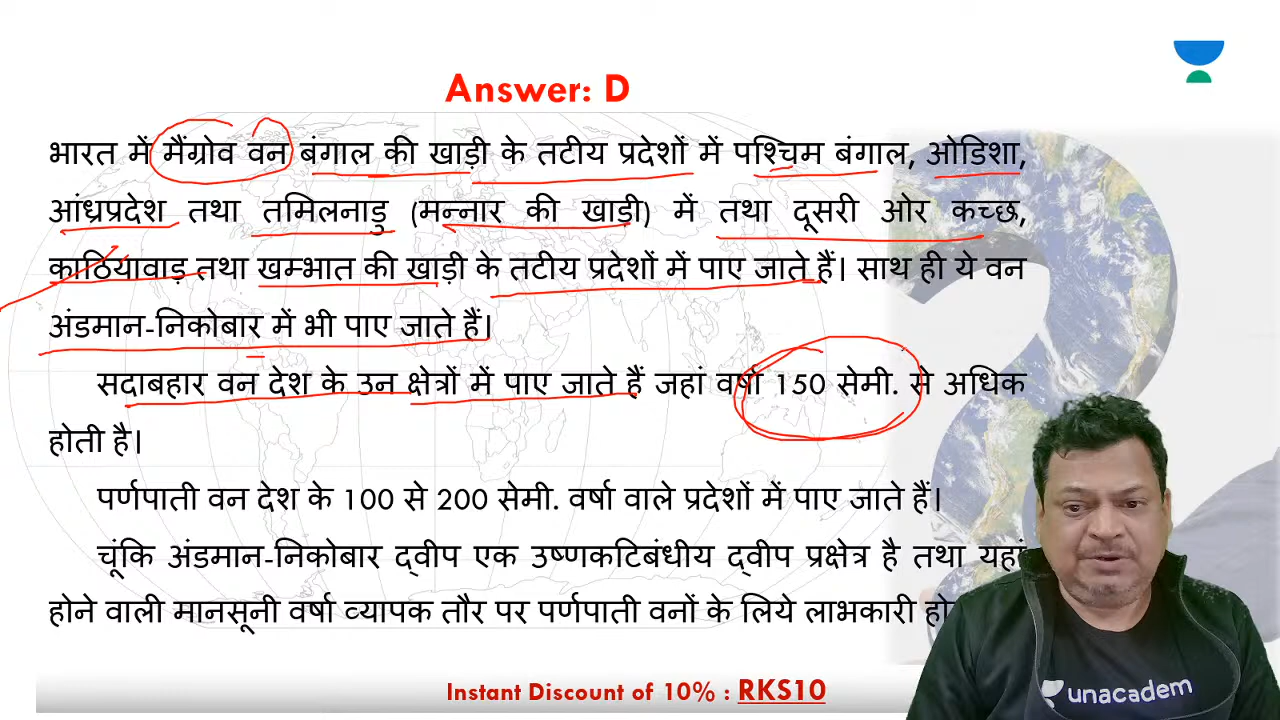 Answer: D
भारत में मैंग्रोव वन बंगाल की खाड़ी के तटीय प्रदेशों में पश्चिम बंगाल, ओडिशा,
आंध्रप्रदेश तथा तमिलनाडु (मन्नार की खाड़ी) में तथा दूसरी ओर कच्छ,
काठियावाड़ तथा खम्भात की खाड़ी के तटीय प्रदेशों में पाए जाते हैं। साथ ही ये वन
अंडमान-निकोबार में भी पाए जाते हैं।
सदाबहार वन देश के उन क्षेत्रों में पाए जाते हैं जहां वर्षा 150 सेमी. से अधिक
होती है।
पर्णपाती वन देश के 100 से 200 सेमी. वर्षा वाले प्रदेशों में पाए जाते हैं।
चूंकि अंडमान-निकोबार द्वीप एक उष्णकटिबंधीय द्वीप प्रक्षेत्र है तथा यहां
होने वाली मानसूनी वर्षा व्यापक तौर पर पर्णपाती वनों के लिये लाभकारी हो
unacadem
Instant Discount of 10% : RKS10